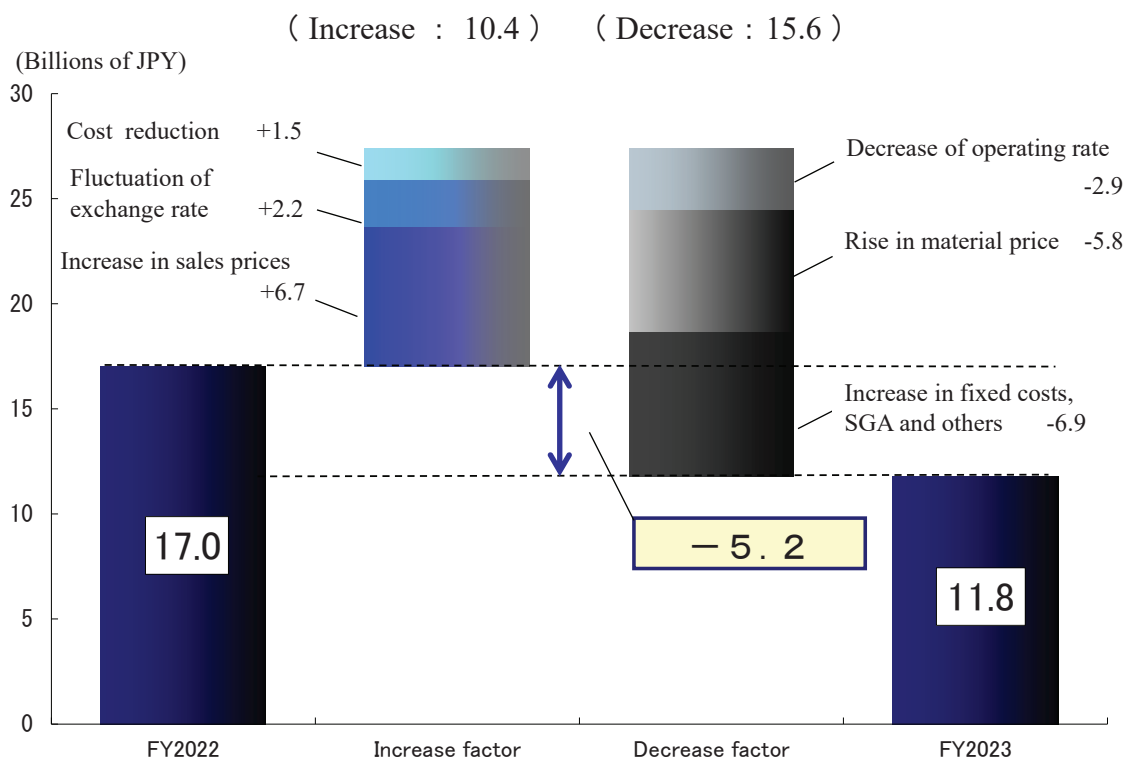 ( Increase : 10.4 ) ( Decrease : 15.6 )
(Billions of JPY)
30
25
20
15
10
5
0
Cost reduction +1.5
Fluctuation of
exchange rate +2.2
Increase in sales prices
+6.7
Decrease of operating rate
-2.9
Rise in material price -5.8
Increase in fixed costs,
SGA and others -6.9
17.0
－５.２
11.8
FY2022 Increase factor Decrease factor FY2023